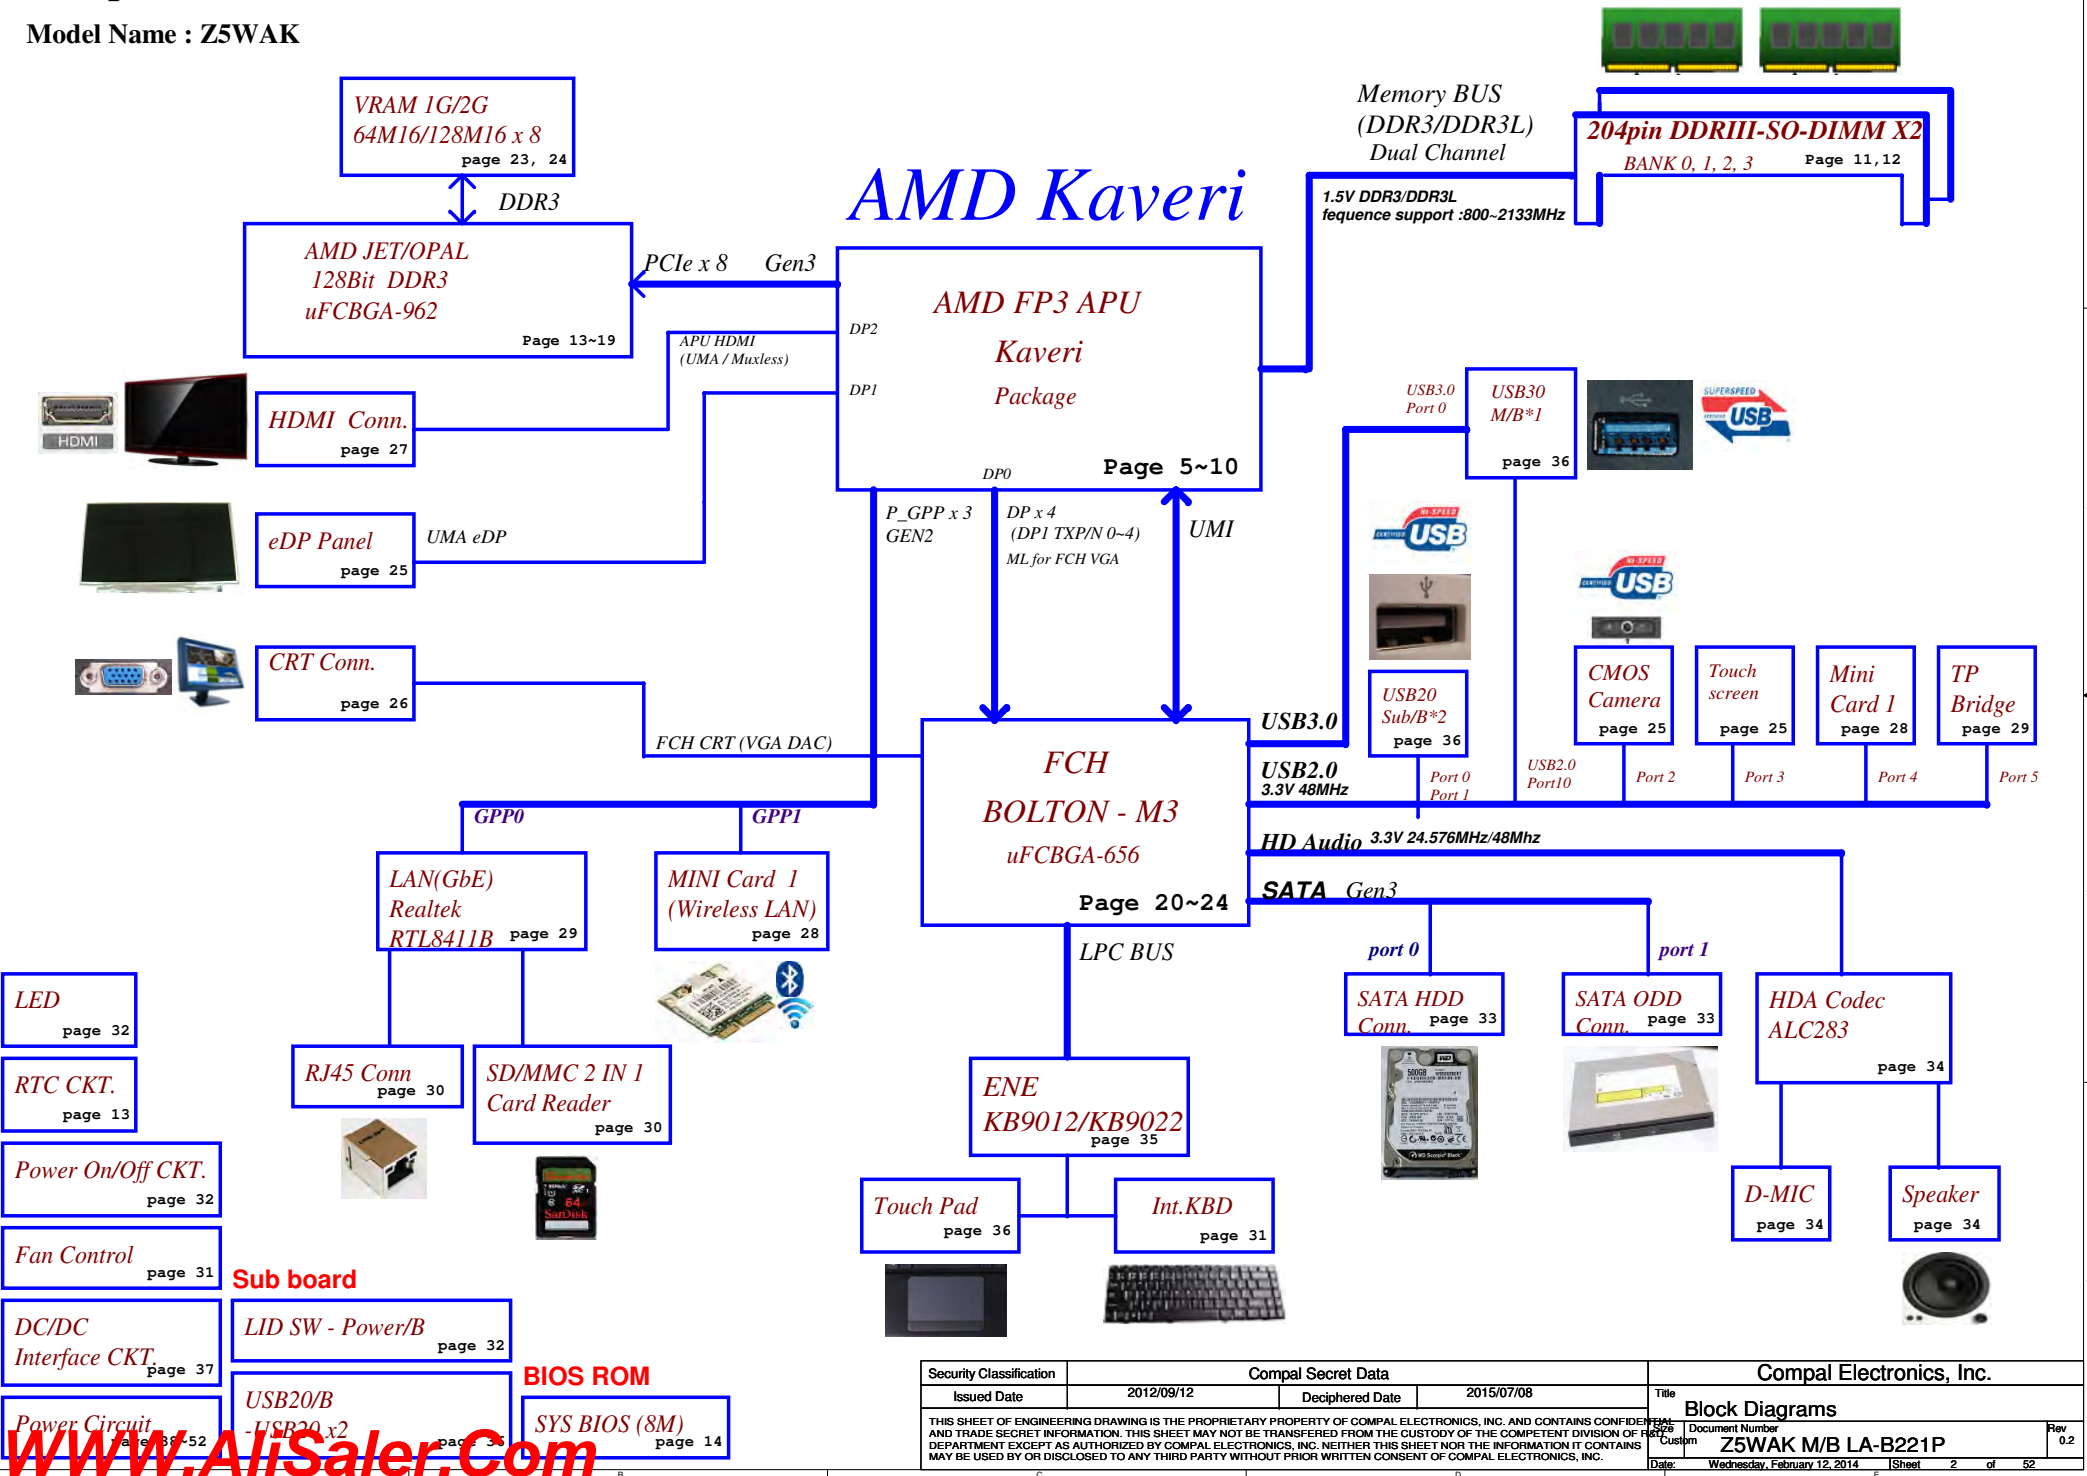 Model Name : Z5WAK
VRAM 1G/2G
64M16/128M16 x 8
page 23, 24
DDR3
AMD JET/OPAL
128Bit DDR3
uFCBGA-962
Page 13~19
PCIe x 8 Gen3
AMD Kaveri
AMD FP3 APU
Kaveri
Package
Page 5~10
DP2
DP1
DP0
APU HDMI
(UMA / Muxless)
Memory BUS
(DDR3/DDR3L)
Dual Channel
1.5V DDR3/DDR3L
fequence support :800~2133MHz
204pin DDRIII-SO-DIMM X2
BANK 0, 1, 2, 3
Page 11,12
HDMI
HDMI Conn.
page 27
eDP Panel
page 25
UMA eDP
CRT Conn.
page 26
FCH CRT (VGA DAC)
P_GPP x 3
GEN2
DP x 4
(DP1 TXP/N 0~4)
ML for FCH VGA
UMI
USB3.0
Port 0
USB30
M/B*1
page 36
SUPERSPEED
CERTIFIED USB
HI-SPEED
CERTIFIED USB
HI-SPEED
CERTIFIED USB
USB20
Sub/B*2
page 36
CMOS
Camera
page 25
Touch
screen
page 25
Mini
Card 1
page 28
TP
Bridge
page 29
USB3.0
USB2.0
3.3V 48MHz
Port 0
Port 1
USB2.0
Port10
Port 2
Port 3
Port 4
Port 5
FCH
BOLTON - M3
uFCBGA-656
Page 20~24
HD Audio 3.3V 24.576MHz/48Mhz
SATA Gen3
GPP0
GPP1
LAN(GbE)
Realtek
RTL8411B page 29
MINI Card 1
(Wireless LAN)
page 28
LPC BUS
port 0
port 1
SATA HDD
Conn. page 33
SATA ODD
Conn. page 33
HDA Codec
ALC283
page 34
LED
page 32
RTC CKT.
page 13
Power On/Off CKT.
page 32
Fan Control
page 31
DC/DC
Interface CKT.
page 37
Power Circuit
page 38~52
RJ45 Conn
page 30
SD/MMC 2 IN 1
Card Reader
page 30
64
SanDisk
ENE
KB9012/KB9022
page 35
500GB
WD
WD Scorpio Black
Touch Pad
page 36
Int.KBD
page 31
D-MIC
page 34
Speaker
page 34
Sub board
LID SW - Power/B
page 32
USB20/B
-USB20 x2
BIOS ROM
SYS BIOS (8M)
page 14
WWW.AliSaler.Com
Security Classification
Compal Secret Data
Issued Date
2012/09/12
Deciphered Date
2015/07/08
THIS SHEET OF ENGINEERING DRAWING IS THE PROPRIETARY PROPERTY OF COMPAL ELECTRONICS, INC. AND CONTAINS CONFIDENTIAL
AND TRADE SECRET INFORMATION. THIS SHEET MAY NOT BE TRANSFERED FROM THE CUSTODY OF THE COMPETENT DIVISION OF R&D
DEPARTMENT EXCEPT AS AUTHORIZED BY COMPAL ELECTRONICS, INC. NEITHER THIS SHEET NOR THE INFORMATION IT CONTAINS
MAY BE USED BY OR DISCLOSED TO ANY THIRD PARTY WITHOUT PRIOR WRITTEN CONSENT OF COMPAL ELECTRONICS, INC.
Compal Electronics, Inc.
Title
Block Diagrams
Size
Custom
Document Number
Z5WAK M/B LA-B221P
Rev
0.2
Date:
Wednesday, February 12, 2014
Sheet 2 of 52